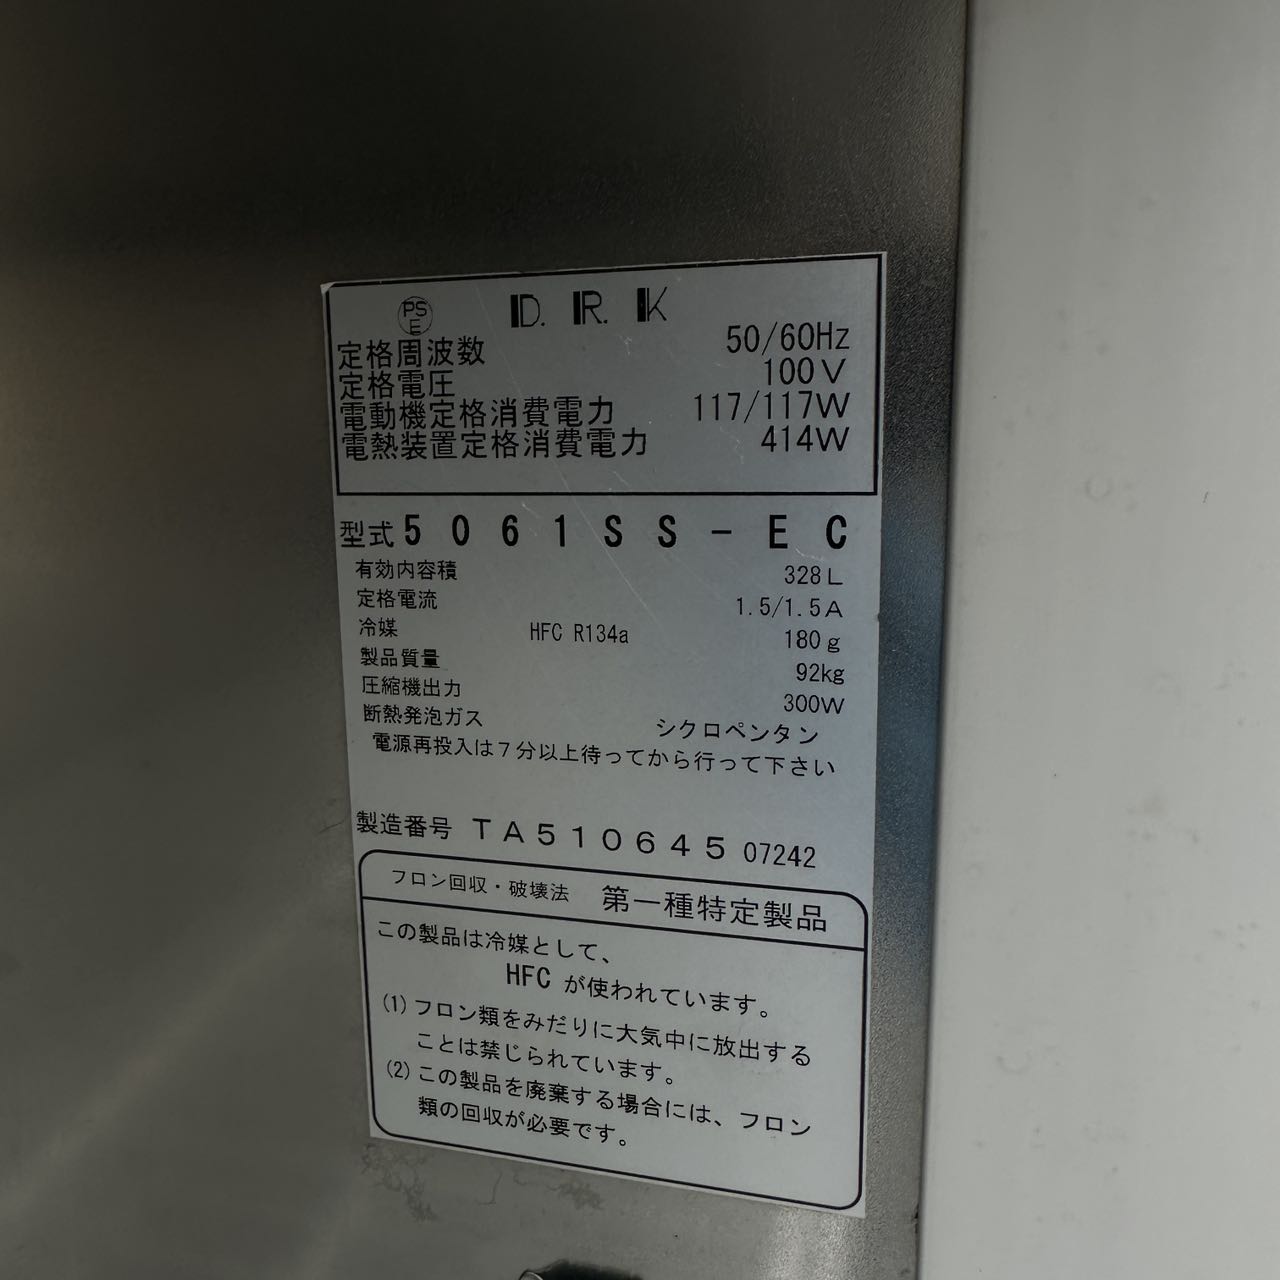 PS
E
D.R.K
定格周波数 50/60Hz
定格電圧 100V
電動機定格消費電力 117/117W
電熱装置定格消費電力 414W
型式 5061SS-EC
有効内容積 328L
定格電流 1.5/1.5A
冷媒 HFC R134a 180g
製品質量 92kg
圧縮機出力 300W
断熱発泡ガス シクロペンタン
電源再投入は7分以上待ってから行って下さい
製造番号 TA510645 07242
フロン回収・破壊法 第一種特定製品
この製品は冷媒として、
HFC が使われています。
(1) フロン類をみだりに大気中に放出する
ことは禁じられています。
(2) この製品を廃棄する場合には、フロン
類の回収が必要です。